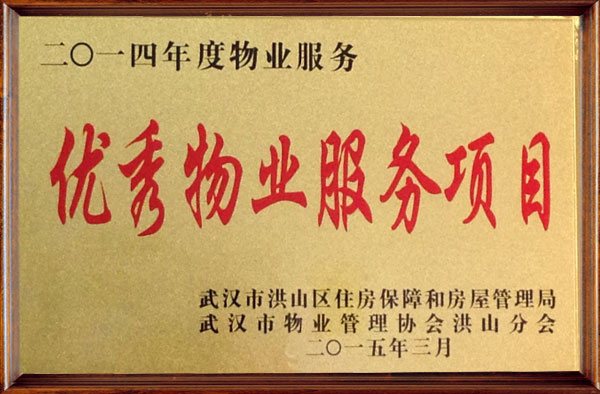 二〇一四年度物业服务
优秀物业服务项目
武汉市洪山区住房保障和房屋管理局
武汉市物业管理协会洪山分会
二〇一五年三月